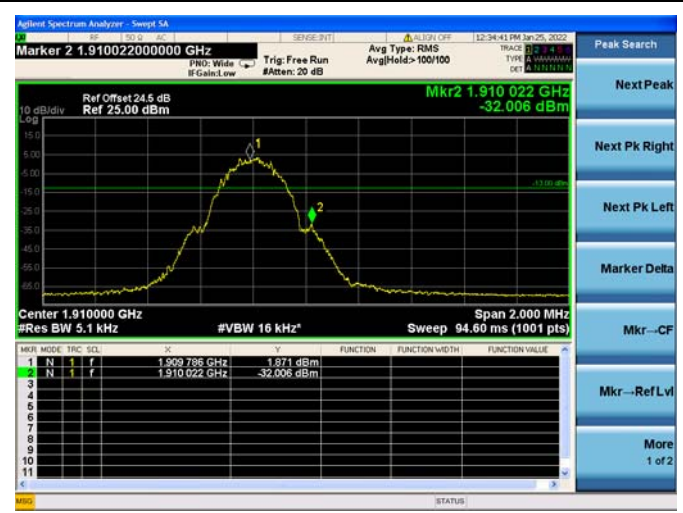 Agilent Spectrum Analyzer - Swept SA
RF 50 Ω AC SENSE:INT ALIGN OFF 12:34:41 PM Jan 25, 2022
Marker 2 1.910022000000 GHz
PNO: Wide
IFGain:Low
Trig: Free Run
#Atten: 20 dB
Avg Type: RMS
Avg|Hold:> 100/100
TRACE 1 2 3 4 5 6
TYPE A
DET A N N N N N
Peak Search
Next Peak
Next Pk Right
Next Pk Left
Marker Delta
Mkr→CF
Mkr→Ref Lvl
More
1 of 2
Mkr2 1.910 022 GHz
-32.006 dBm
Ref Offset 24.5 dB
10 dB/div Ref 25.00 dBm
Log
15.0
5.00
-5.00
-15.0
-25.0
-35.0
-45.0
-55.0
-65.0
1
2
-13.00 dBm
Center 1.910000 GHz Span 2.000 MHz
#Res BW 5.1 kHz #VBW 16 kHz* Sweep 94.60 ms (1001 pts)
MKR MODE TRC SCL X Y FUNCTION FUNCTION WIDTH FUNCTION VALUE
1 N 1 f 1.909 786 GHz 1.871 dBm
2 N 1 f 1.910 022 GHz -32.006 dBm
3
4
5
6
7
8
9
10
11
MSG STATUS